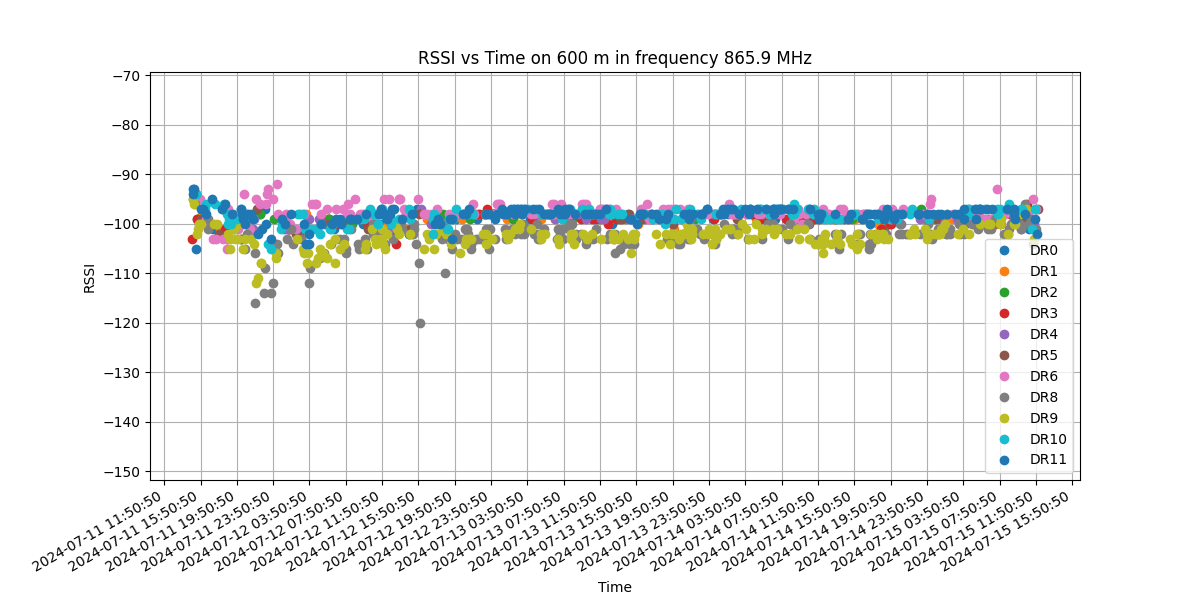 RSSI vs Time on 600 m in frequency 865.9 MHz
RSSI
−70
−80
−90
−100
−110
−120
−130
−140
−150
DR0
DR1
DR2
DR3
DR4
DR5
DR6
DR8
DR9
DR10
DR11
2024-07-11 11:50:50
2024-07-11 15:50:50
2024-07-11 19:50:50
2024-07-11 23:50:50
2024-07-12 03:50:50
2024-07-12 07:50:50
2024-07-12 11:50:50
2024-07-12 15:50:50
2024-07-12 19:50:50
2024-07-12 23:50:50
2024-07-13 03:50:50
2024-07-13 07:50:50
2024-07-13 11:50:50
2024-07-13 15:50:50
2024-07-13 19:50:50
2024-07-13 23:50:50
2024-07-14 03:50:50
2024-07-14 07:50:50
2024-07-14 11:50:50
2024-07-14 15:50:50
2024-07-14 19:50:50
2024-07-14 23:50:50
2024-07-15 03:50:50
2024-07-15 07:50:50
2024-07-15 11:50:50
2024-07-15 15:50:50
Time